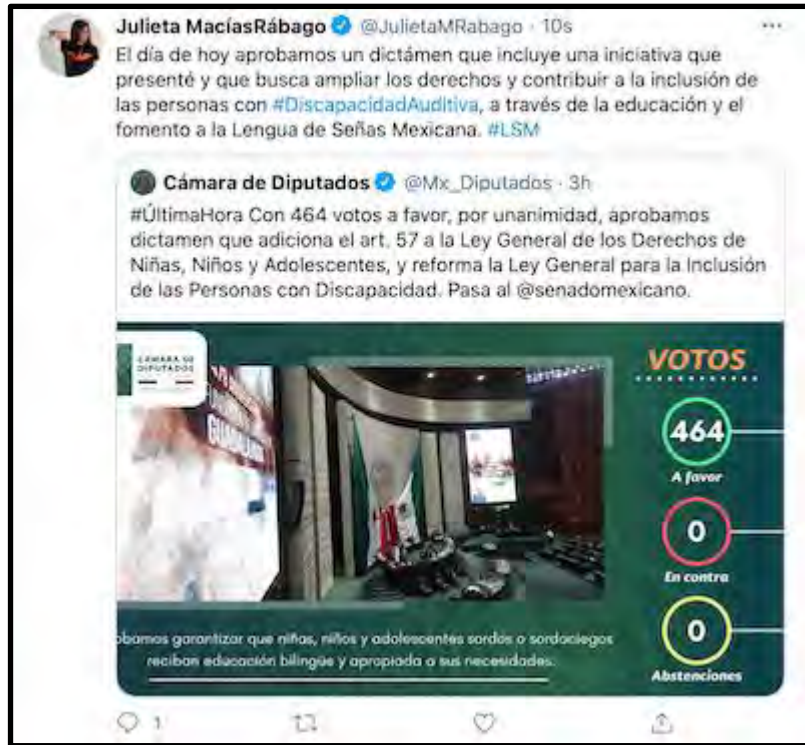 Julieta MacíasRábago @JulietaMRabago · 10s
El día de hoy aprobamos un dictámen que incluye una iniciativa que
presenté y que busca ampliar los derechos y contribuir a la inclusión de
las personas con #DiscapacidadAuditiva, a través de la educación y el
fomento a la Lengua de Señas Mexicana. #LSM
Cámara de Diputados @Mx_Diputados · 3h
#ÚltimaHora Con 464 votos a favor, por unanimidad, aprobamos
dictamen que adiciona el art. 57 a la Ley General de los Derechos de
Niñas, Niños y Adolescentes, y reforma la Ley General para la Inclusión
de las Personas con Discapacidad. Pasa al @senadomexicano.
CÁMARA DE
DIPUTADOS
VOTOS
464
A favor
0
En contra
0
Abstenciones
obamos garantizar que niñas, niños y adolescentes sordos o sordociegos
reciban educación bilingüe y apropiada a sus necesidades.
1